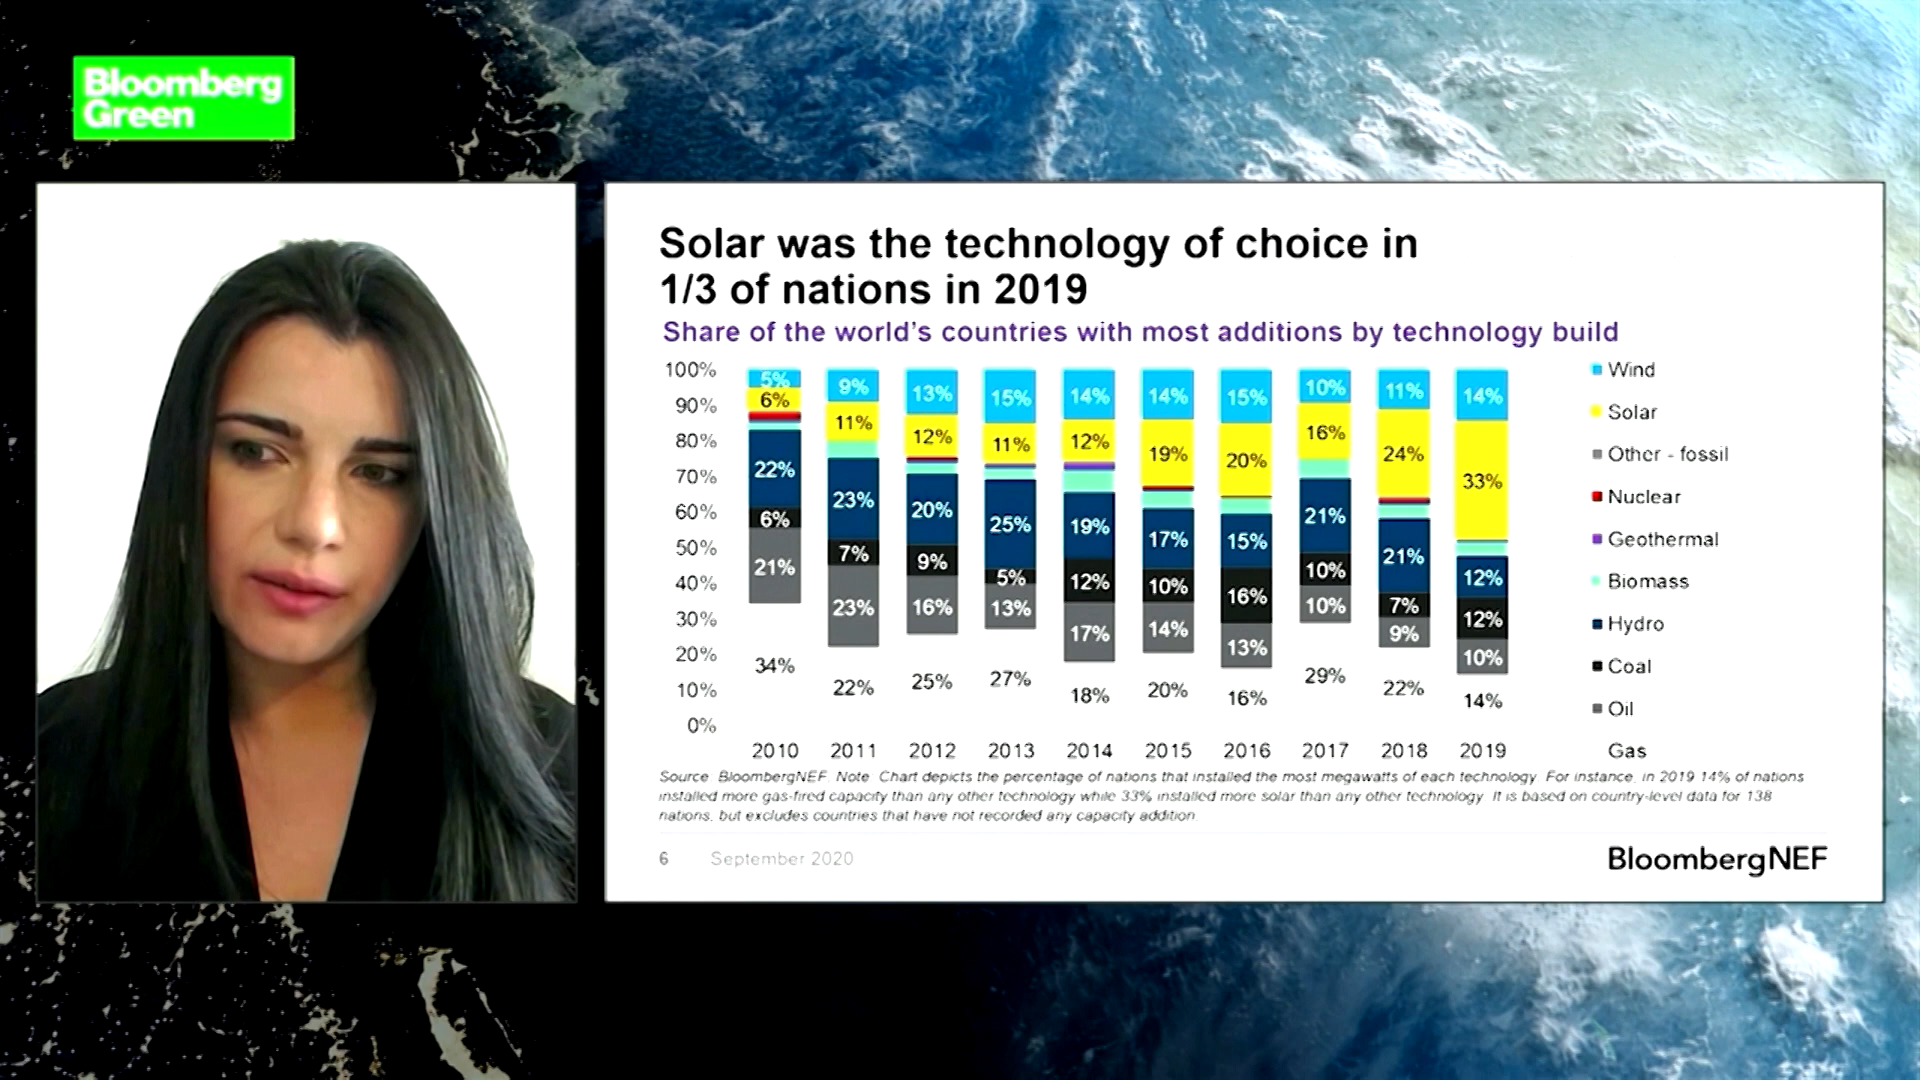 Bloomberg
Green
Solar was the technology of choice in
1/3 of nations in 2019
Share of the world's countries with most additions by technology build
100%
90%
80%
70%
60%
50%
40%
30%
20%
10%
0%
5% 9% 13% 15% 14% 14% 15% 10% 11% 14%
6% 11% 12% 11% 12% 19% 20% 16% 24% 33%
22% 23% 20% 25% 19% 17% 15% 21% 21% 12%
6% 7% 9% 5% 12% 10% 16% 10% 7% 12%
21% 23% 16% 13% 17% 14% 13% 10% 9% 10%
34% 22% 25% 27% 18% 20% 16% 29% 22% 14%
2010 2011 2012 2013 2014 2015 2016 2017 2018 2019
Wind
Solar
Other - fossil
Nuclear
Geothermal
Biomass
Hydro
Coal
Oil
Gas
Source BloombergNEF Note Chart depicts the percentage of nations that installed the most megawatts of each technology For instance, in 2019 14% of nations
installed more gas-fired capacity than any other technology while 33% installed more solar than any other technology It is based on country-level data for 138
nations, but excludes countries that have not recorded any capacity addition
6 September 2020
BloombergNEF